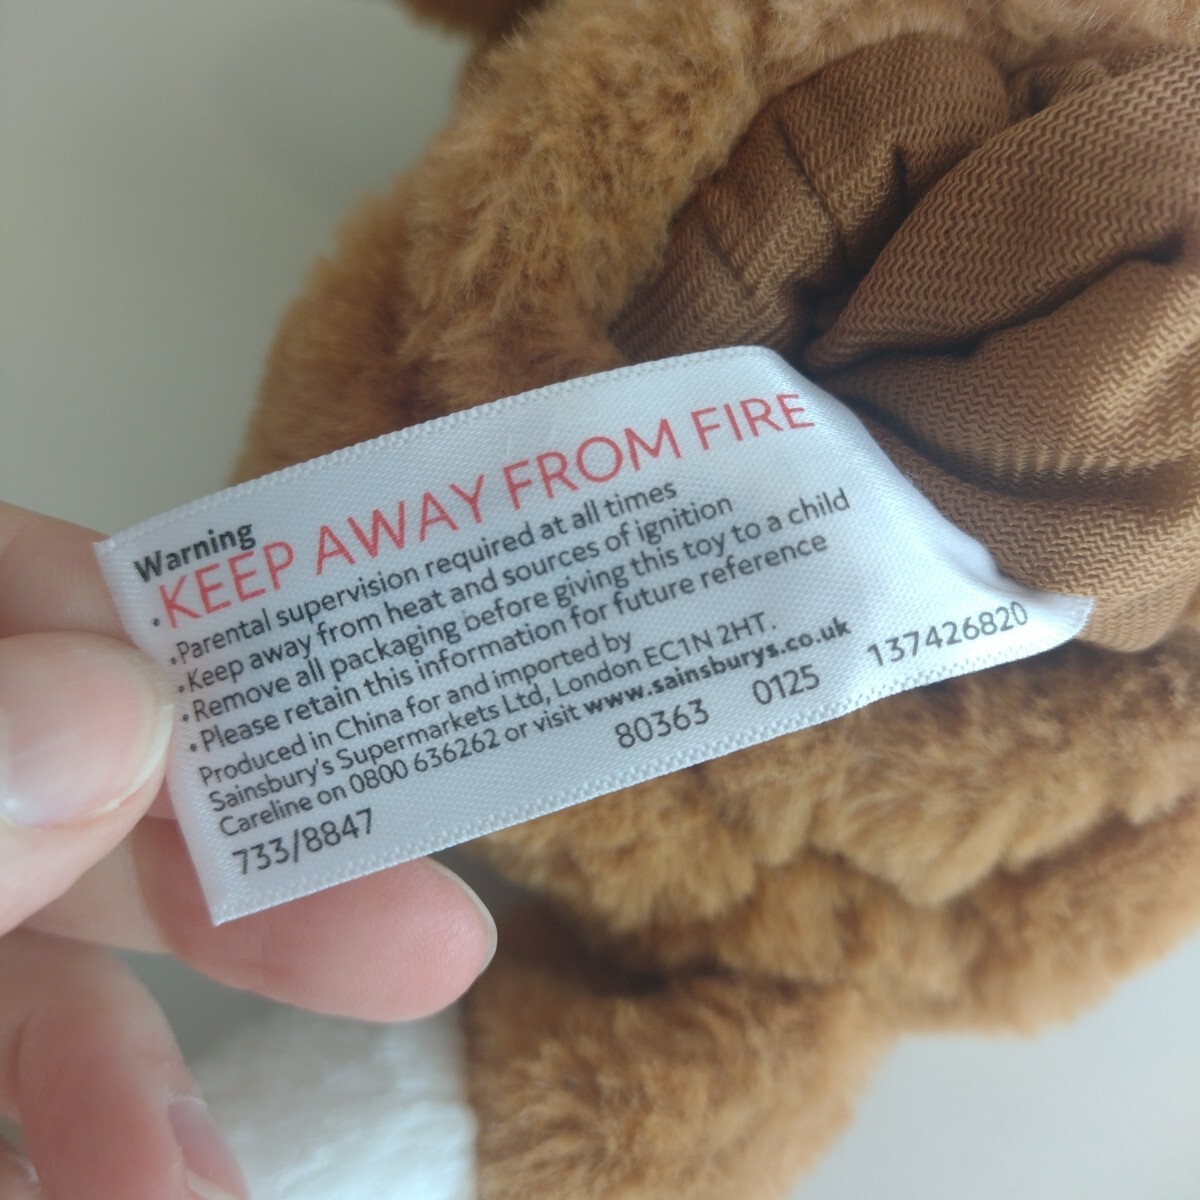 Warning
• KEEP AWAY FROM FIRE
• Parental supervision required at all times
• Keep away from heat and sources of ignition
• Remove all packaging before giving this toy to a child
• Please retain this information for future reference
Produced in China for and imported by
Sainsbury's Supermarkets Ltd, London EC1N 2HT.
Careline on 0800 636262 or visit www.sainsburys.co.uk
733/8847 80363 0125 137426820